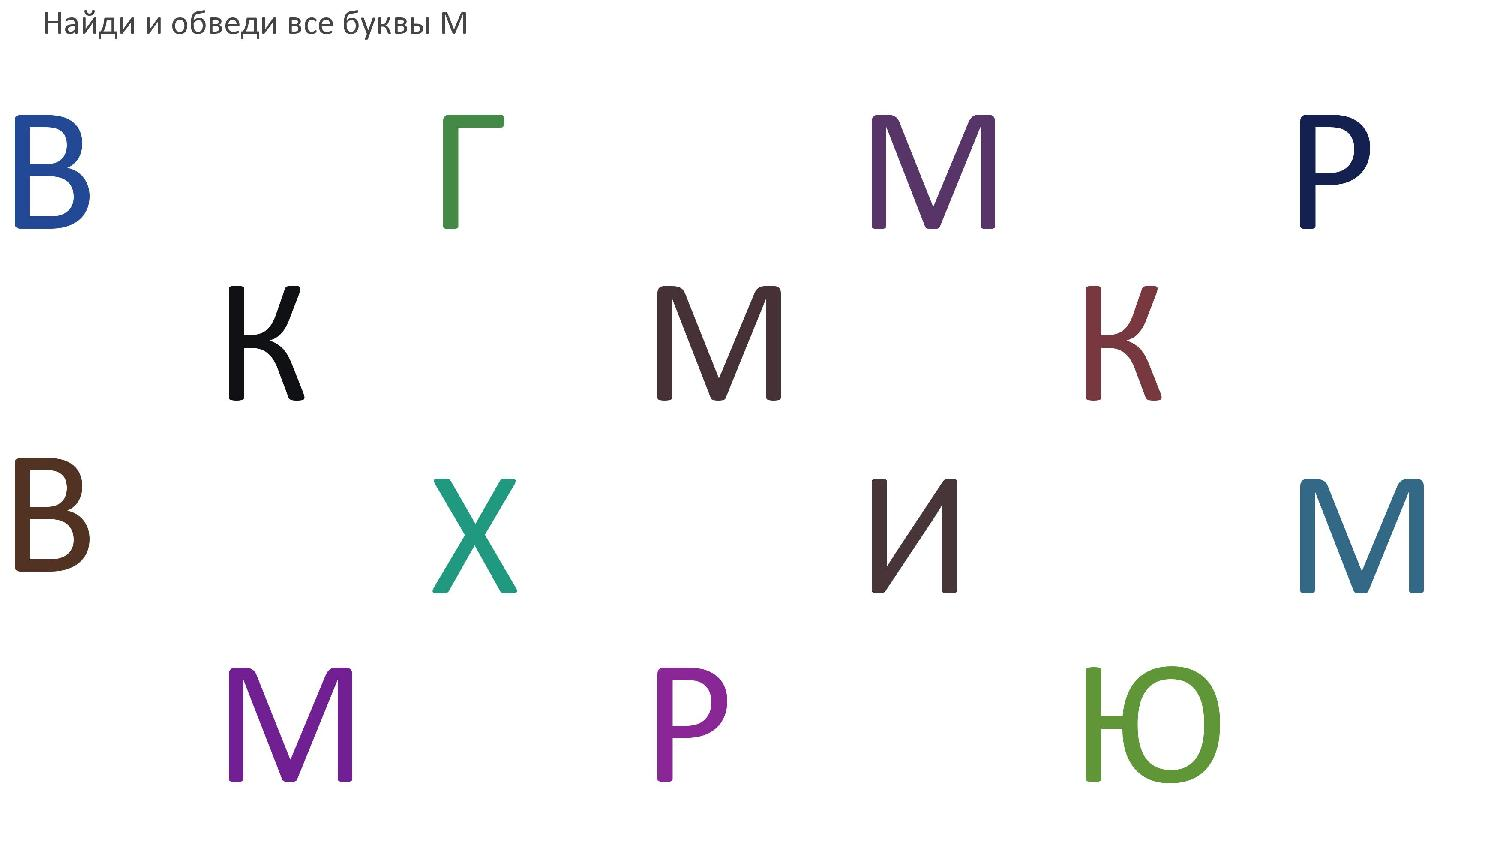 Найди и обведи все буквы М
В Г М Р
К М К
В Х И М
М Р Ю